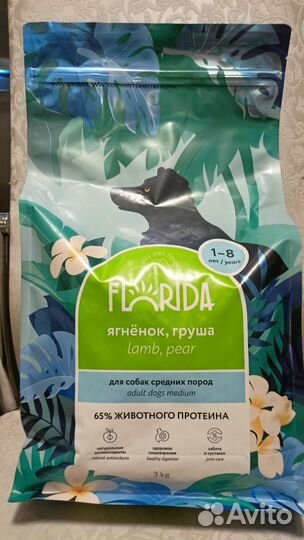 1–8
лет / years
FLORIDA
ягнёнок, груша
lamb, pear
для собак средних пород
adult dogs medium
65% ЖИВОТНОГО ПРОТЕИНА
натуральные антиоксиданты
natural antioxidants
здоровое пищеварение
healthy digestion
забота о суставах
joint care
3 kg
Avito